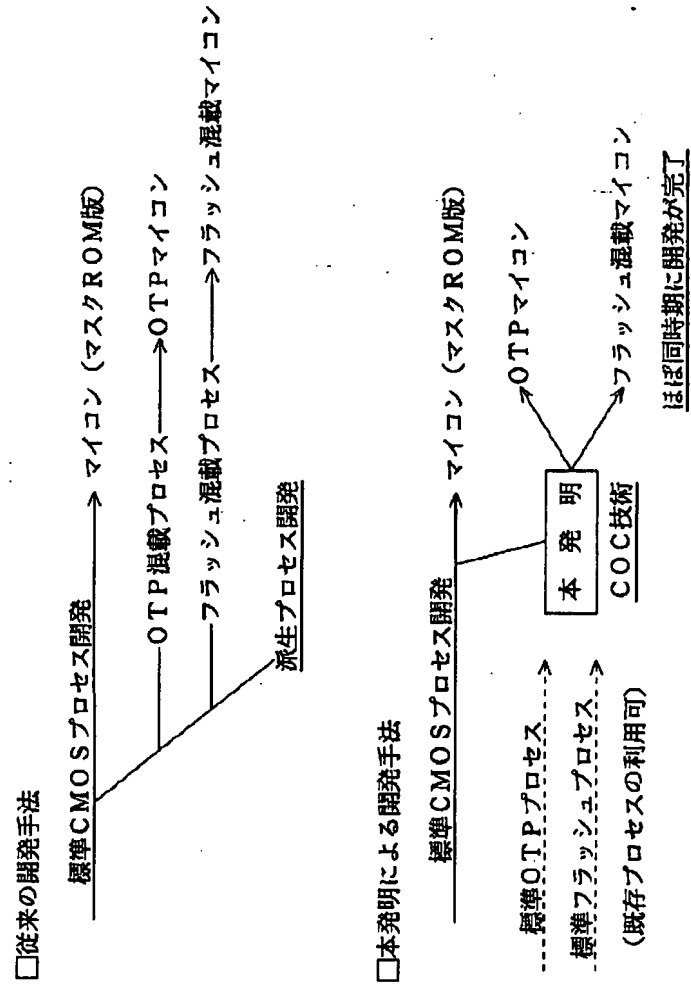 □従来の開発手法
標準CMOSプロセス開発
マイコン(マスクROM版)
OTP混載プロセス
OTPマイコン
フラッシュ混載プロセス
フラッシュ混載マイコン
派生プロセス開発
□本発明による開発手法
標準CMOSプロセス開発
マイコン(マスクROM版)
標準OTPプロセス
標準フラッシュプロセス
(既存プロセスの利用可)
本発明
COC技術
OTPマイコン
フラッシュ混載マイコン
ほぼ同時期に開発が完了